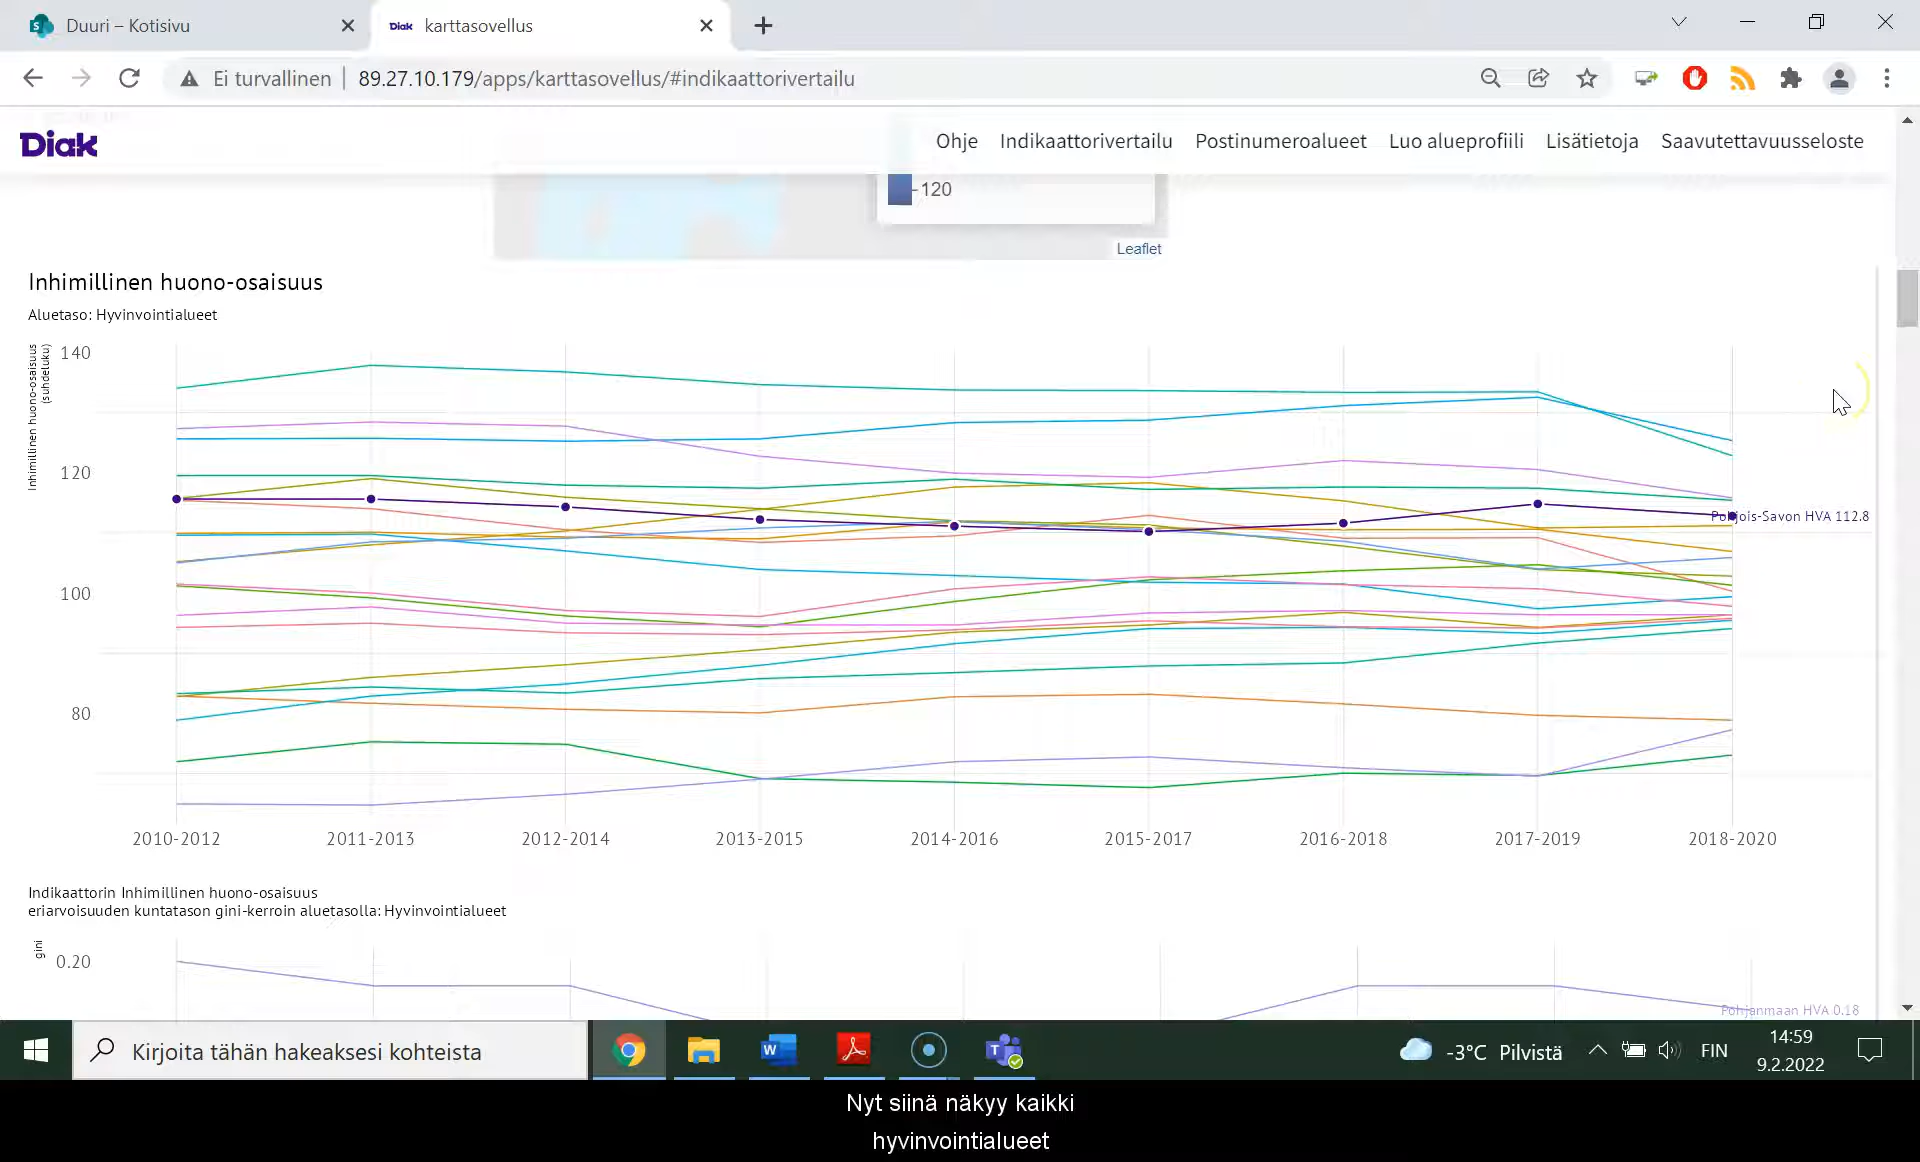 Duuri – Kotisivu
Diak karttasovellus
Ei turvallinen 89.27.10.179/apps/karttasovellus/#indikaattorivertailu
Diak
Ohje Indikaattorivertailu Postinumeroalueet Luo alueprofiili Lisätietoja Saavutettavuusseloste
120
Leaflet
Inhimillinen huono-osaisuus
Aluetaso: Hyvinvointialueet
Inhimillinen huono-osaisuus
(suhdeluku)
140
120
100
80
Pohjois-Savon HVA 112.8
2010-2012 2011-2013 2012-2014 2013-2015 2014-2016 2015-2017 2016-2018 2017-2019 2018-2020
Indikaattorin Inhimillinen huono-osaisuus
eriarvoisuuden kuntatason gini-kerroin aluetasolla: Hyvinvointialueet
gini
0.20
Pohjanmaan HVA 0.18
Kirjoita tähän hakeaksesi kohteista
-3°C Pilvistä
FIN
14:59
9.2.2022
Nyt siinä näkyy kaikki
hyvinvointialueet